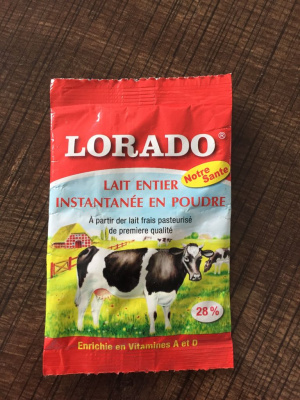 LORADO®
Notre
Santé
LAIT ENTIER
INSTANTANÉE EN POUDRE
À partir der lait frais pasteurisé
de premiere qualité
28 %
Enrichie en Vitamines A et D